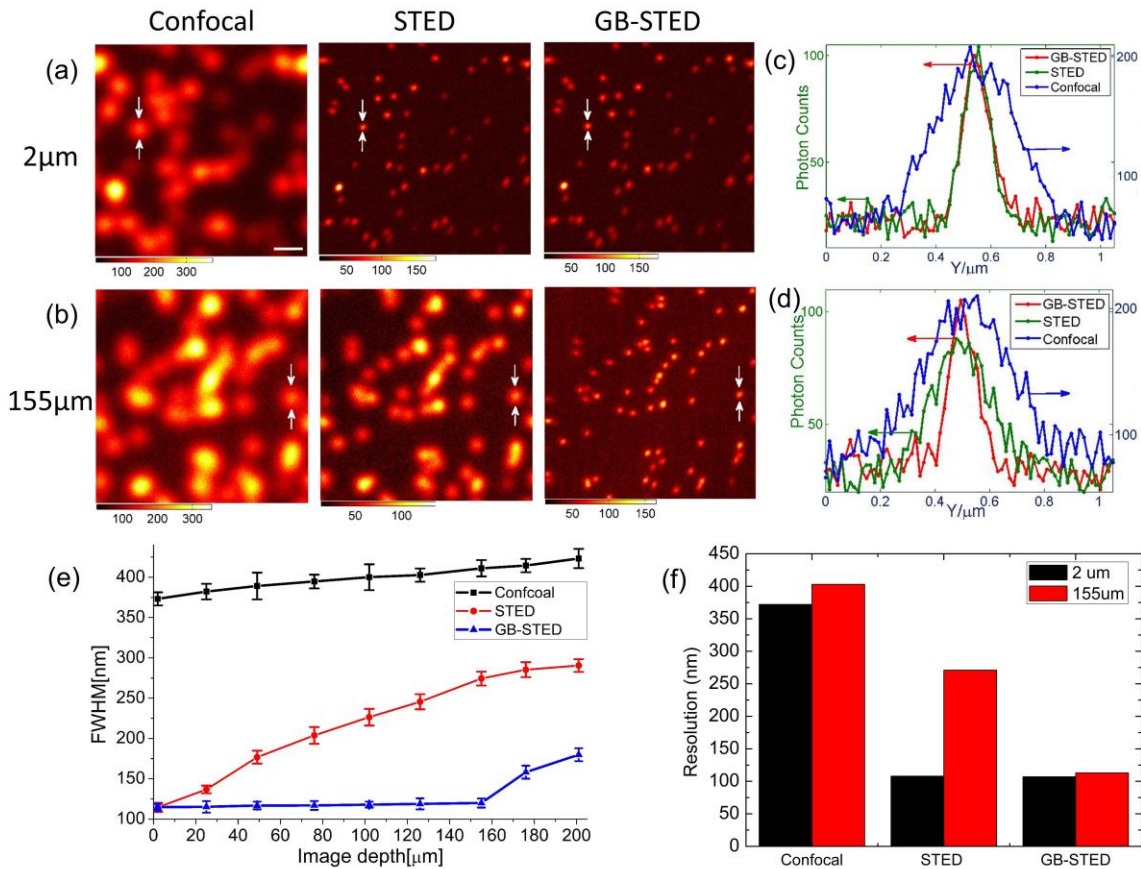 Confocal STED GB-STED
(a)
2μm
100 200 300
50 100 150
50 100 150
(b)
155μm
100 200 300
50 100
50 100 150
(c)
GB-STED
STED
Confocal
Photon Counts
100
50
200
100
0 0.2 0.4 0.6 0.8 1
Y/μm
(d)
GB-STED
STED
Confocal
Photon Counts
100
50
200
100
0 0.2 0.4 0.6 0.8 1
Y/μm
(e)
Confcoal
STED
GB-STED
FWHM[nm]
400
350
300
250
200
150
100
0 20 40 60 80 100 120 140 160 180 200
Image depth[μm]
(f)
2 um
155um
Resolution (nm)
450
400
350
300
250
200
150
100
50
0
Confocal STED GB-STED